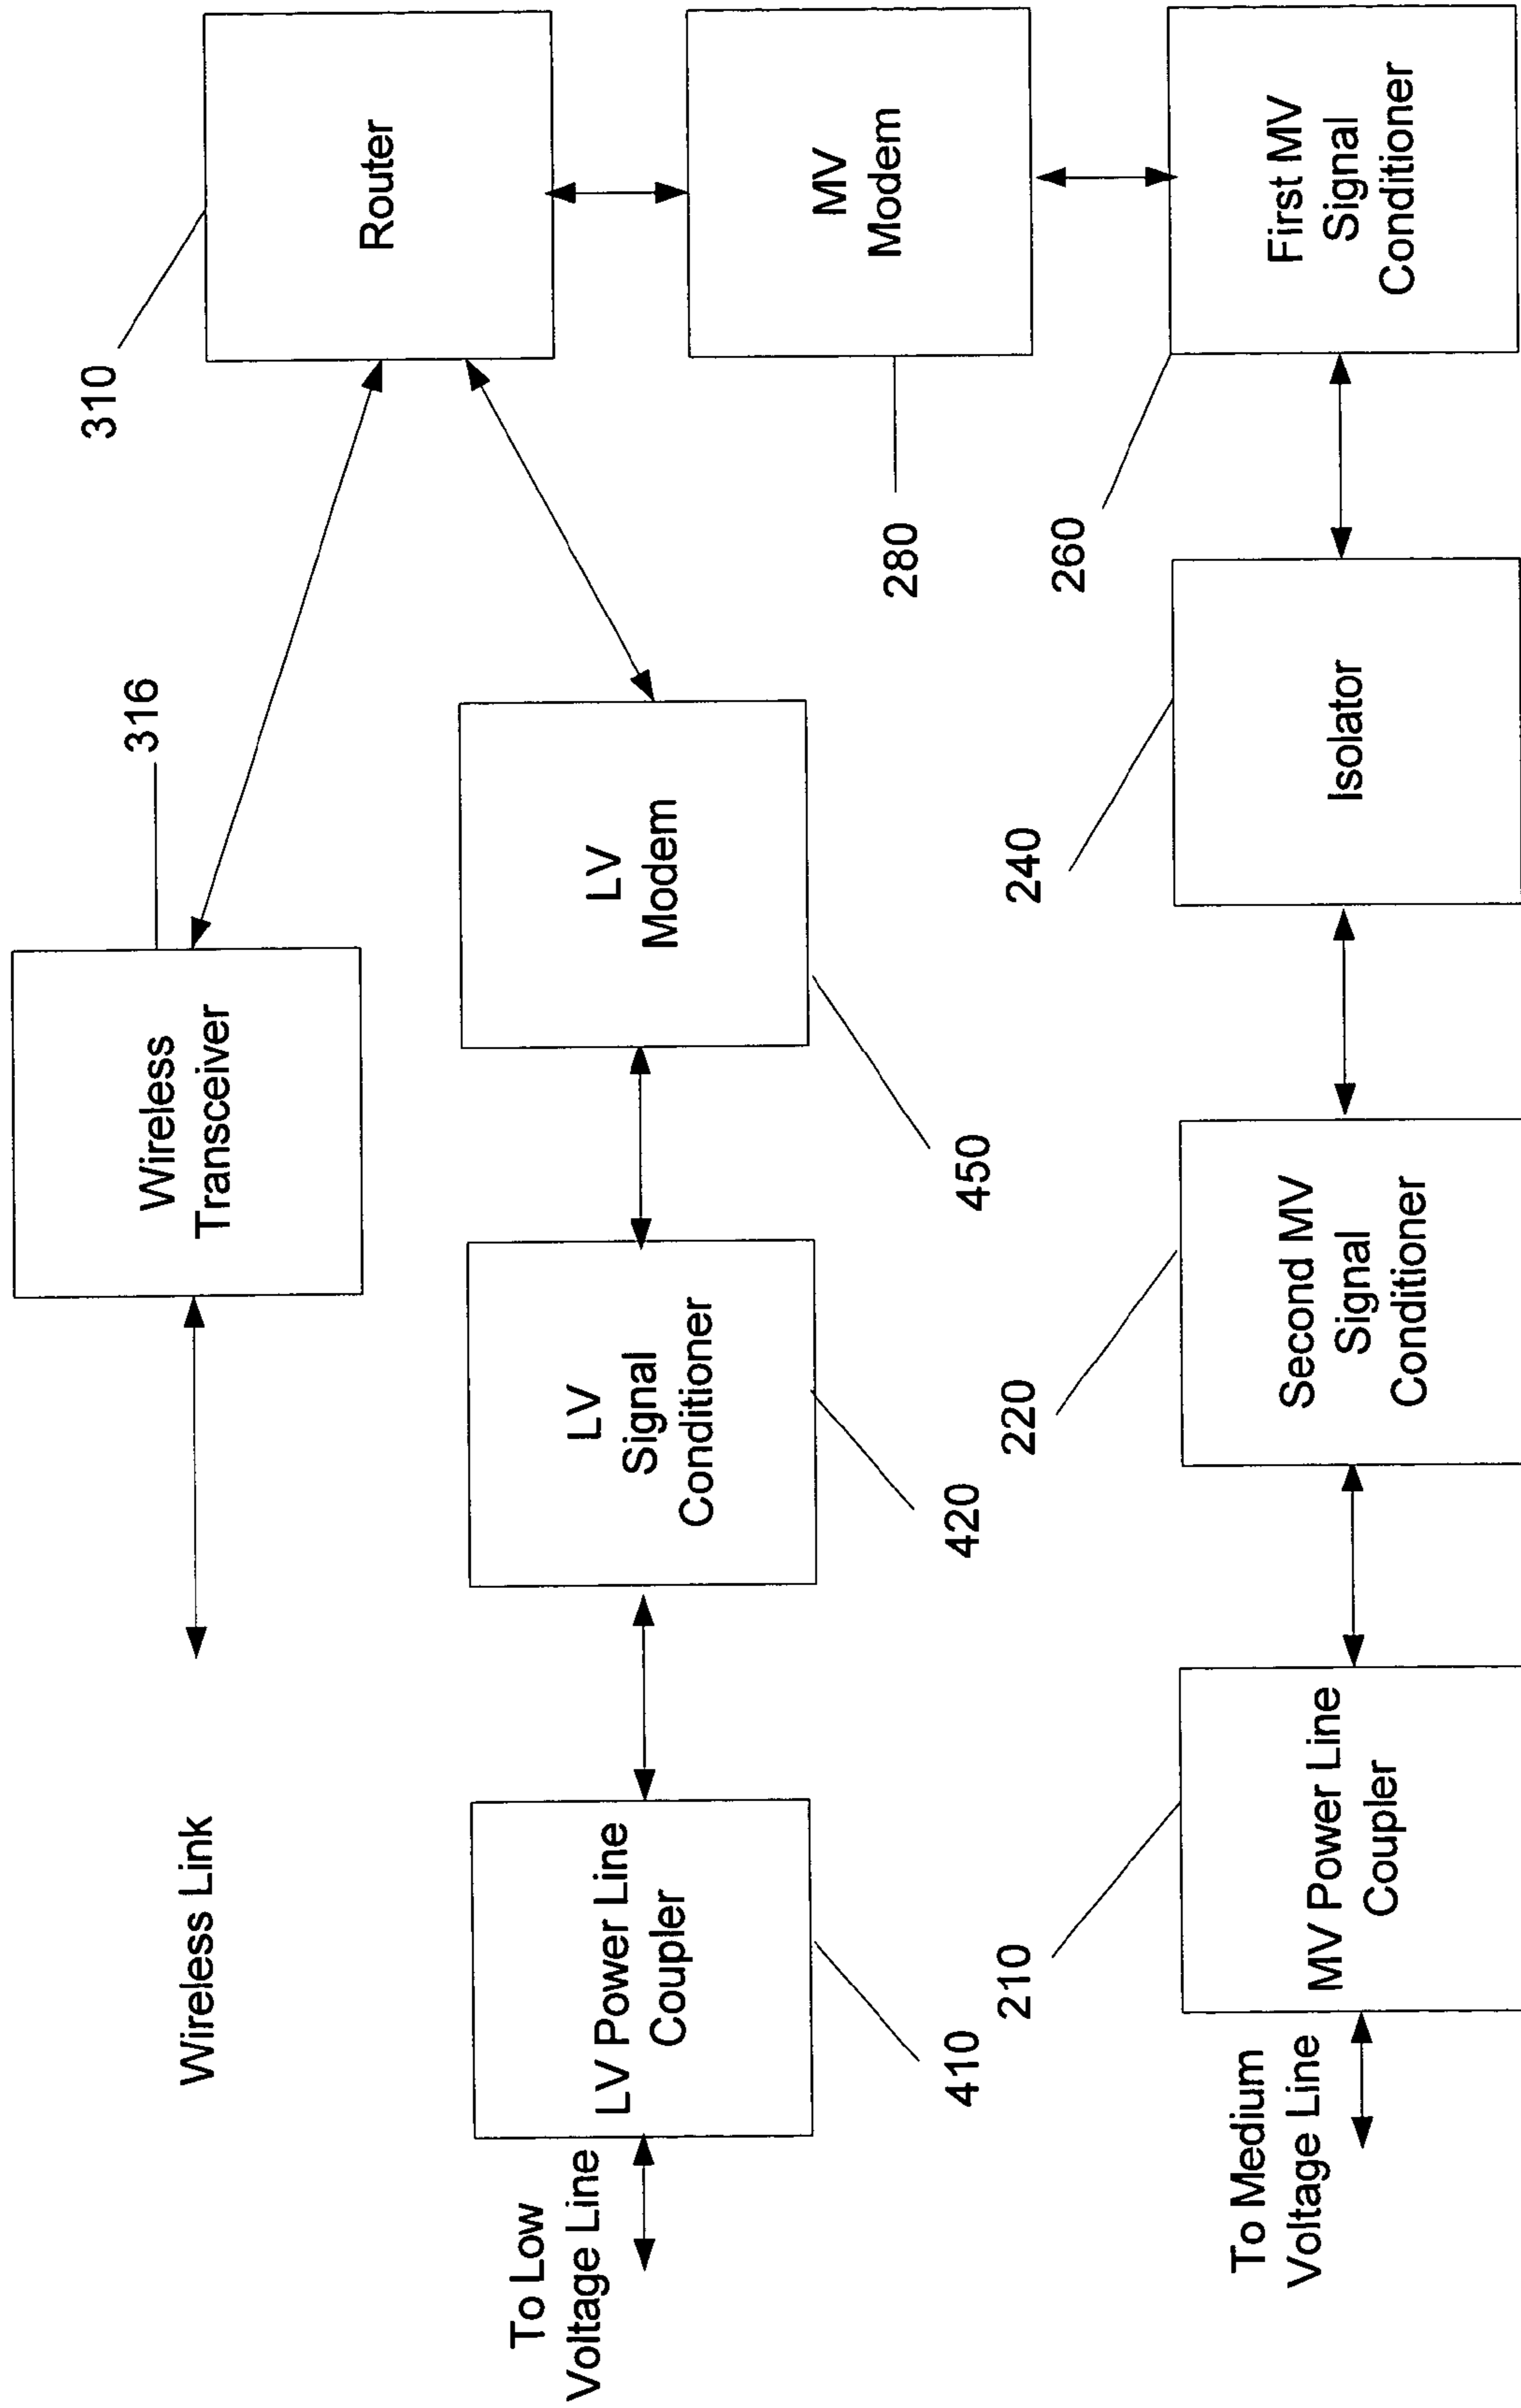 Wireless Link
Wireless
Transceiver
316
310
Router
To Low
Voltage Line
LV Power Line
Coupler
410
LV
Signal
Conditioner
420
LV
Modem
450
MV
Modem
280
To Medium
Voltage Line
MV Power Line
Coupler
210
Second MV
Signal
Conditioner
220
Isolator
240
First MV
Signal
Conditioner
260